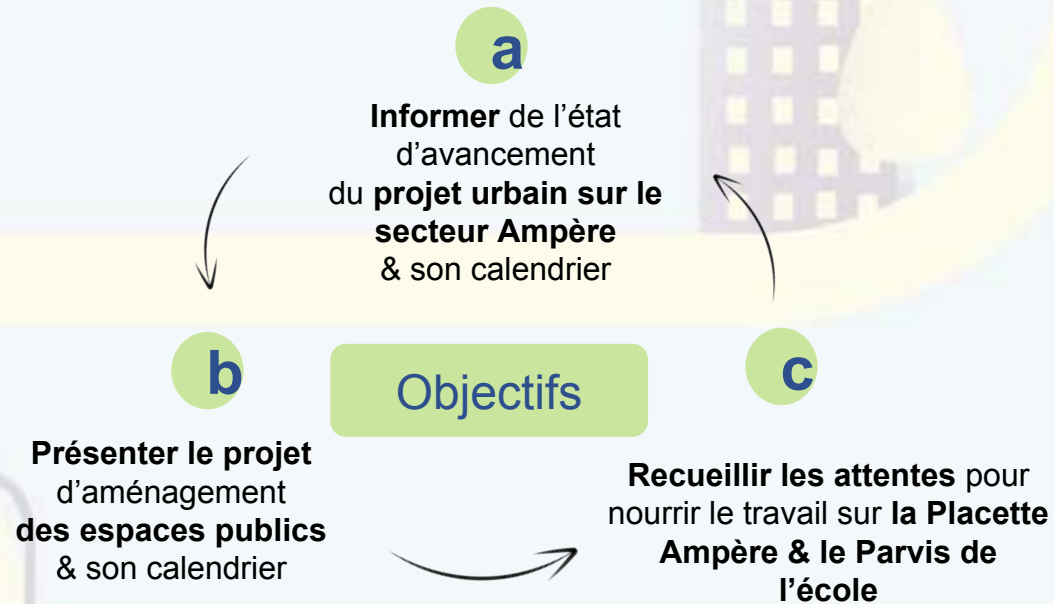 a
Informer de l’état
d’avancement
du projet urbain sur le
secteur Ampère
& son calendrier
b
Objectifs
c
Présenter le projet
d’aménagement
des espaces publics
& son calendrier
Recueillir les attentes pour
nourrir le travail sur la Placette
Ampère & le Parvis de
l’école